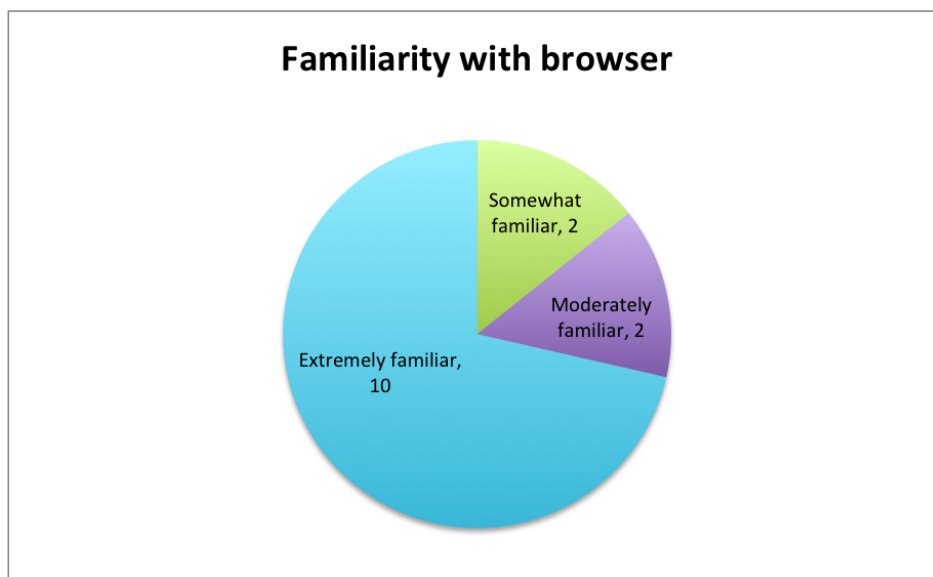 Familiarity with browser
Somewhat
familiar, 2
Moderately
familiar, 2
Extremely familiar,
10